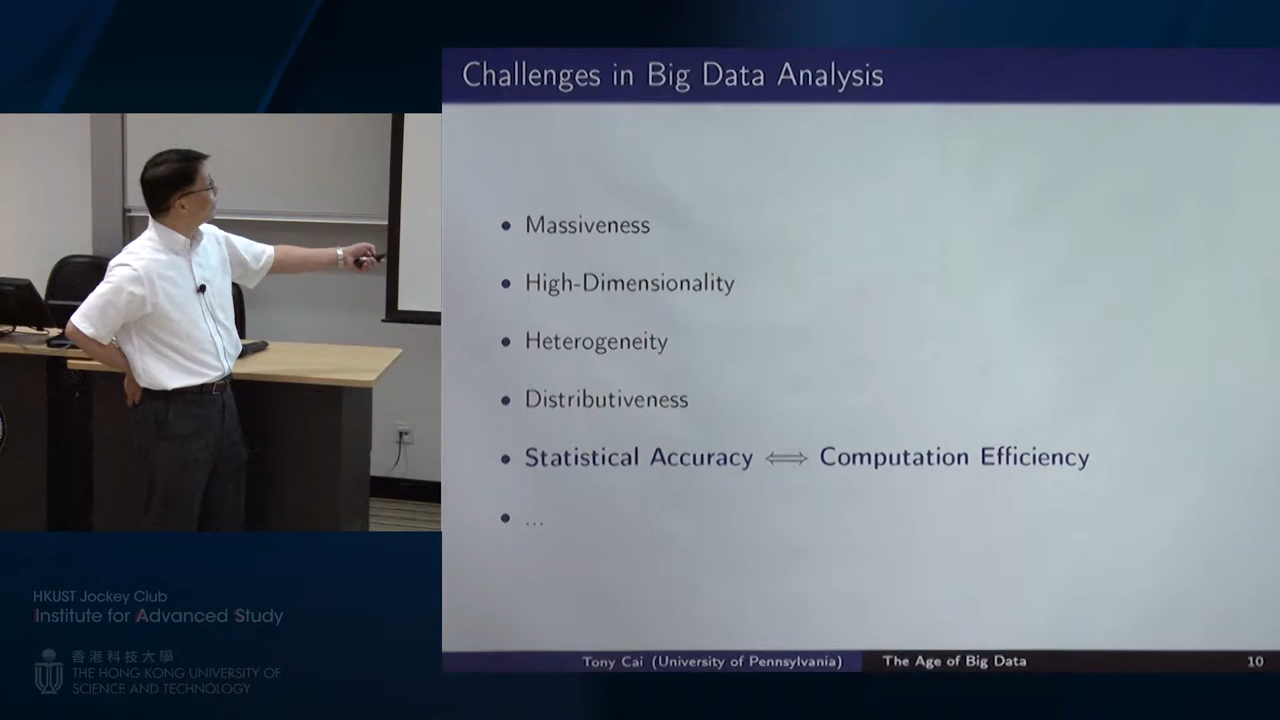 Challenges in Big Data Analysis
• Massiveness
• High-Dimensionality
• Heterogeneity
• Distributiveness
• Statistical Accuracy ⟺ Computation Efficiency
• ...
Tony Cai (University of Pennsylvania) The Age of Big Data 10
HKUST Jockey Club
Institute for Advanced Study
香港科技大學
THE HONG KONG UNIVERSITY OF
SCIENCE AND TECHNOLOGY